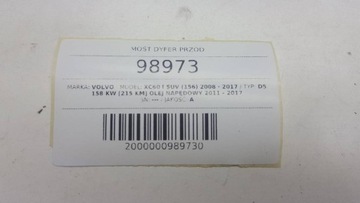 MOST DYFER PRZÓD
98973
MARKA: VOLVO MODEL: XC60 I SUV (156) 2008 - 2017 TYP: D5
158 KW (215 KM) OLEJ NAPĘDOWY 2011 - 2017
JAKOŚĆ: A
2000000989730